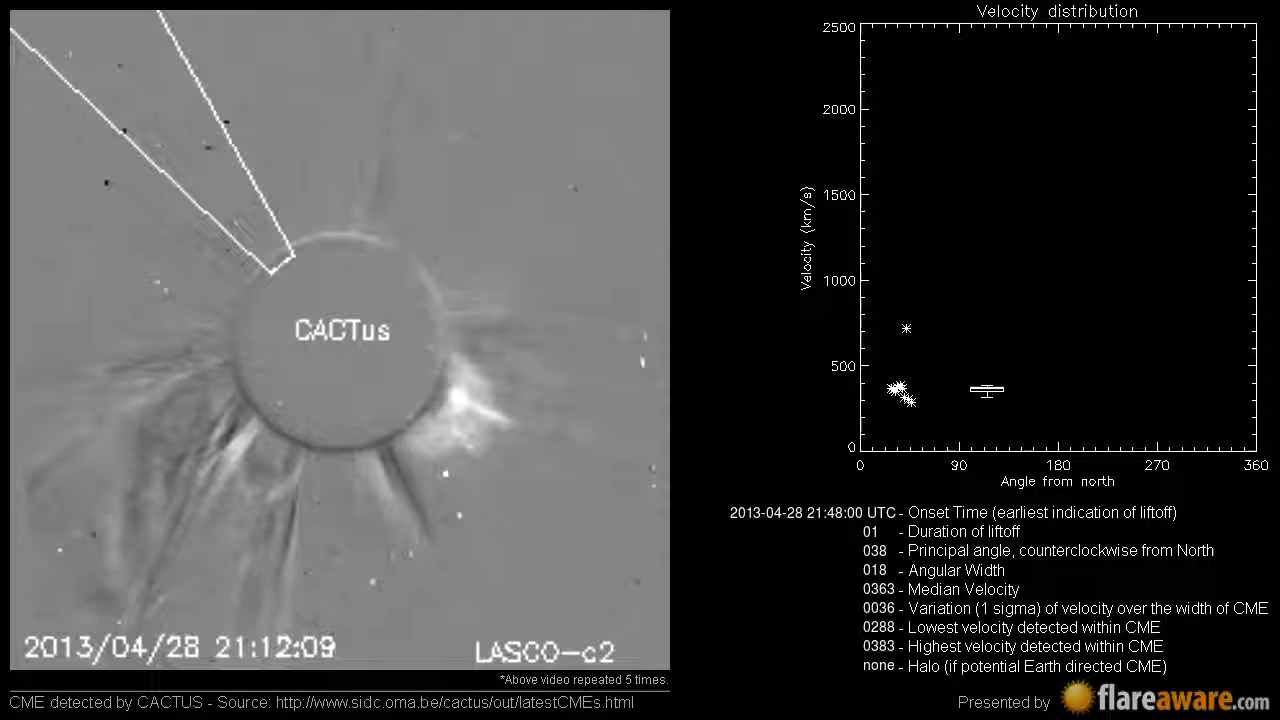 Velocity distribution
2500
2000
1500
1000
500
0
Velocity (km/s)
0 90 180 270 360
Angle from north
CACTus
2013/04/28 21:12:09
LASCO-c2
*Above video repeated 5 times.
2013-04-28 21:48:00 UTC - Onset Time (earliest indication of liftoff)
01 - Duration of liftoff
038 - Principal angle, counterclockwise from North
018 - Angular Width
0363 - Median Velocity
0036 - Variation (1 sigma) of velocity over the width of CME
0288 - Lowest velocity detected within CME
0383 - Highest velocity detected within CME
none - Halo (if potential Earth directed CME)
CME detected by CACTUS - Source: http://www.sidc.oma.be/cactus/out/latestCMEs.html
Presented by flareaware.com